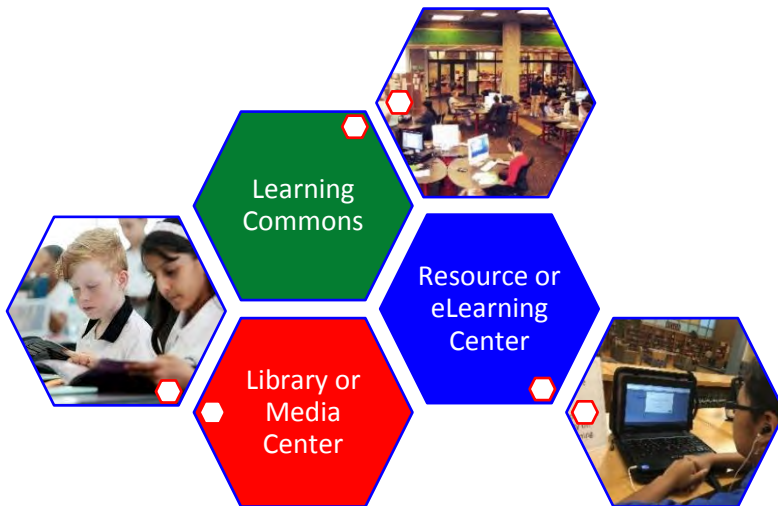 Learning
Commons
Resource or
eLearning
Center
Library or
Media
Center